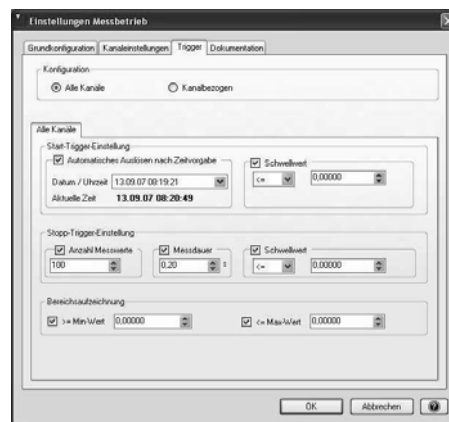 Einstellungen Messbetrieb
Grundkonfiguration Kanaleinstellungen Trigger Dokumentation
Konfiguration
Alle Kanäle Kanalbezogen
Alle Kanäle
Start-Trigger-Einstellung
Automatisches Auslösen nach Zeitvorgabe Schwellwert
Datum / Uhrzeit 13.09.07 08:19:21 <= 0,00000
Aktuelle Zeit 13.09.07 08:20:49
Stopp-Trigger-Einstellung
Anzahl Messwerte Messdauer Schwellwert
100 0,20 s <= 0,00000
Bereichsaufzeichnung
>= Min-Wert 0,00000 <= Max-Wert 0,00000
OK Abbrechen ?